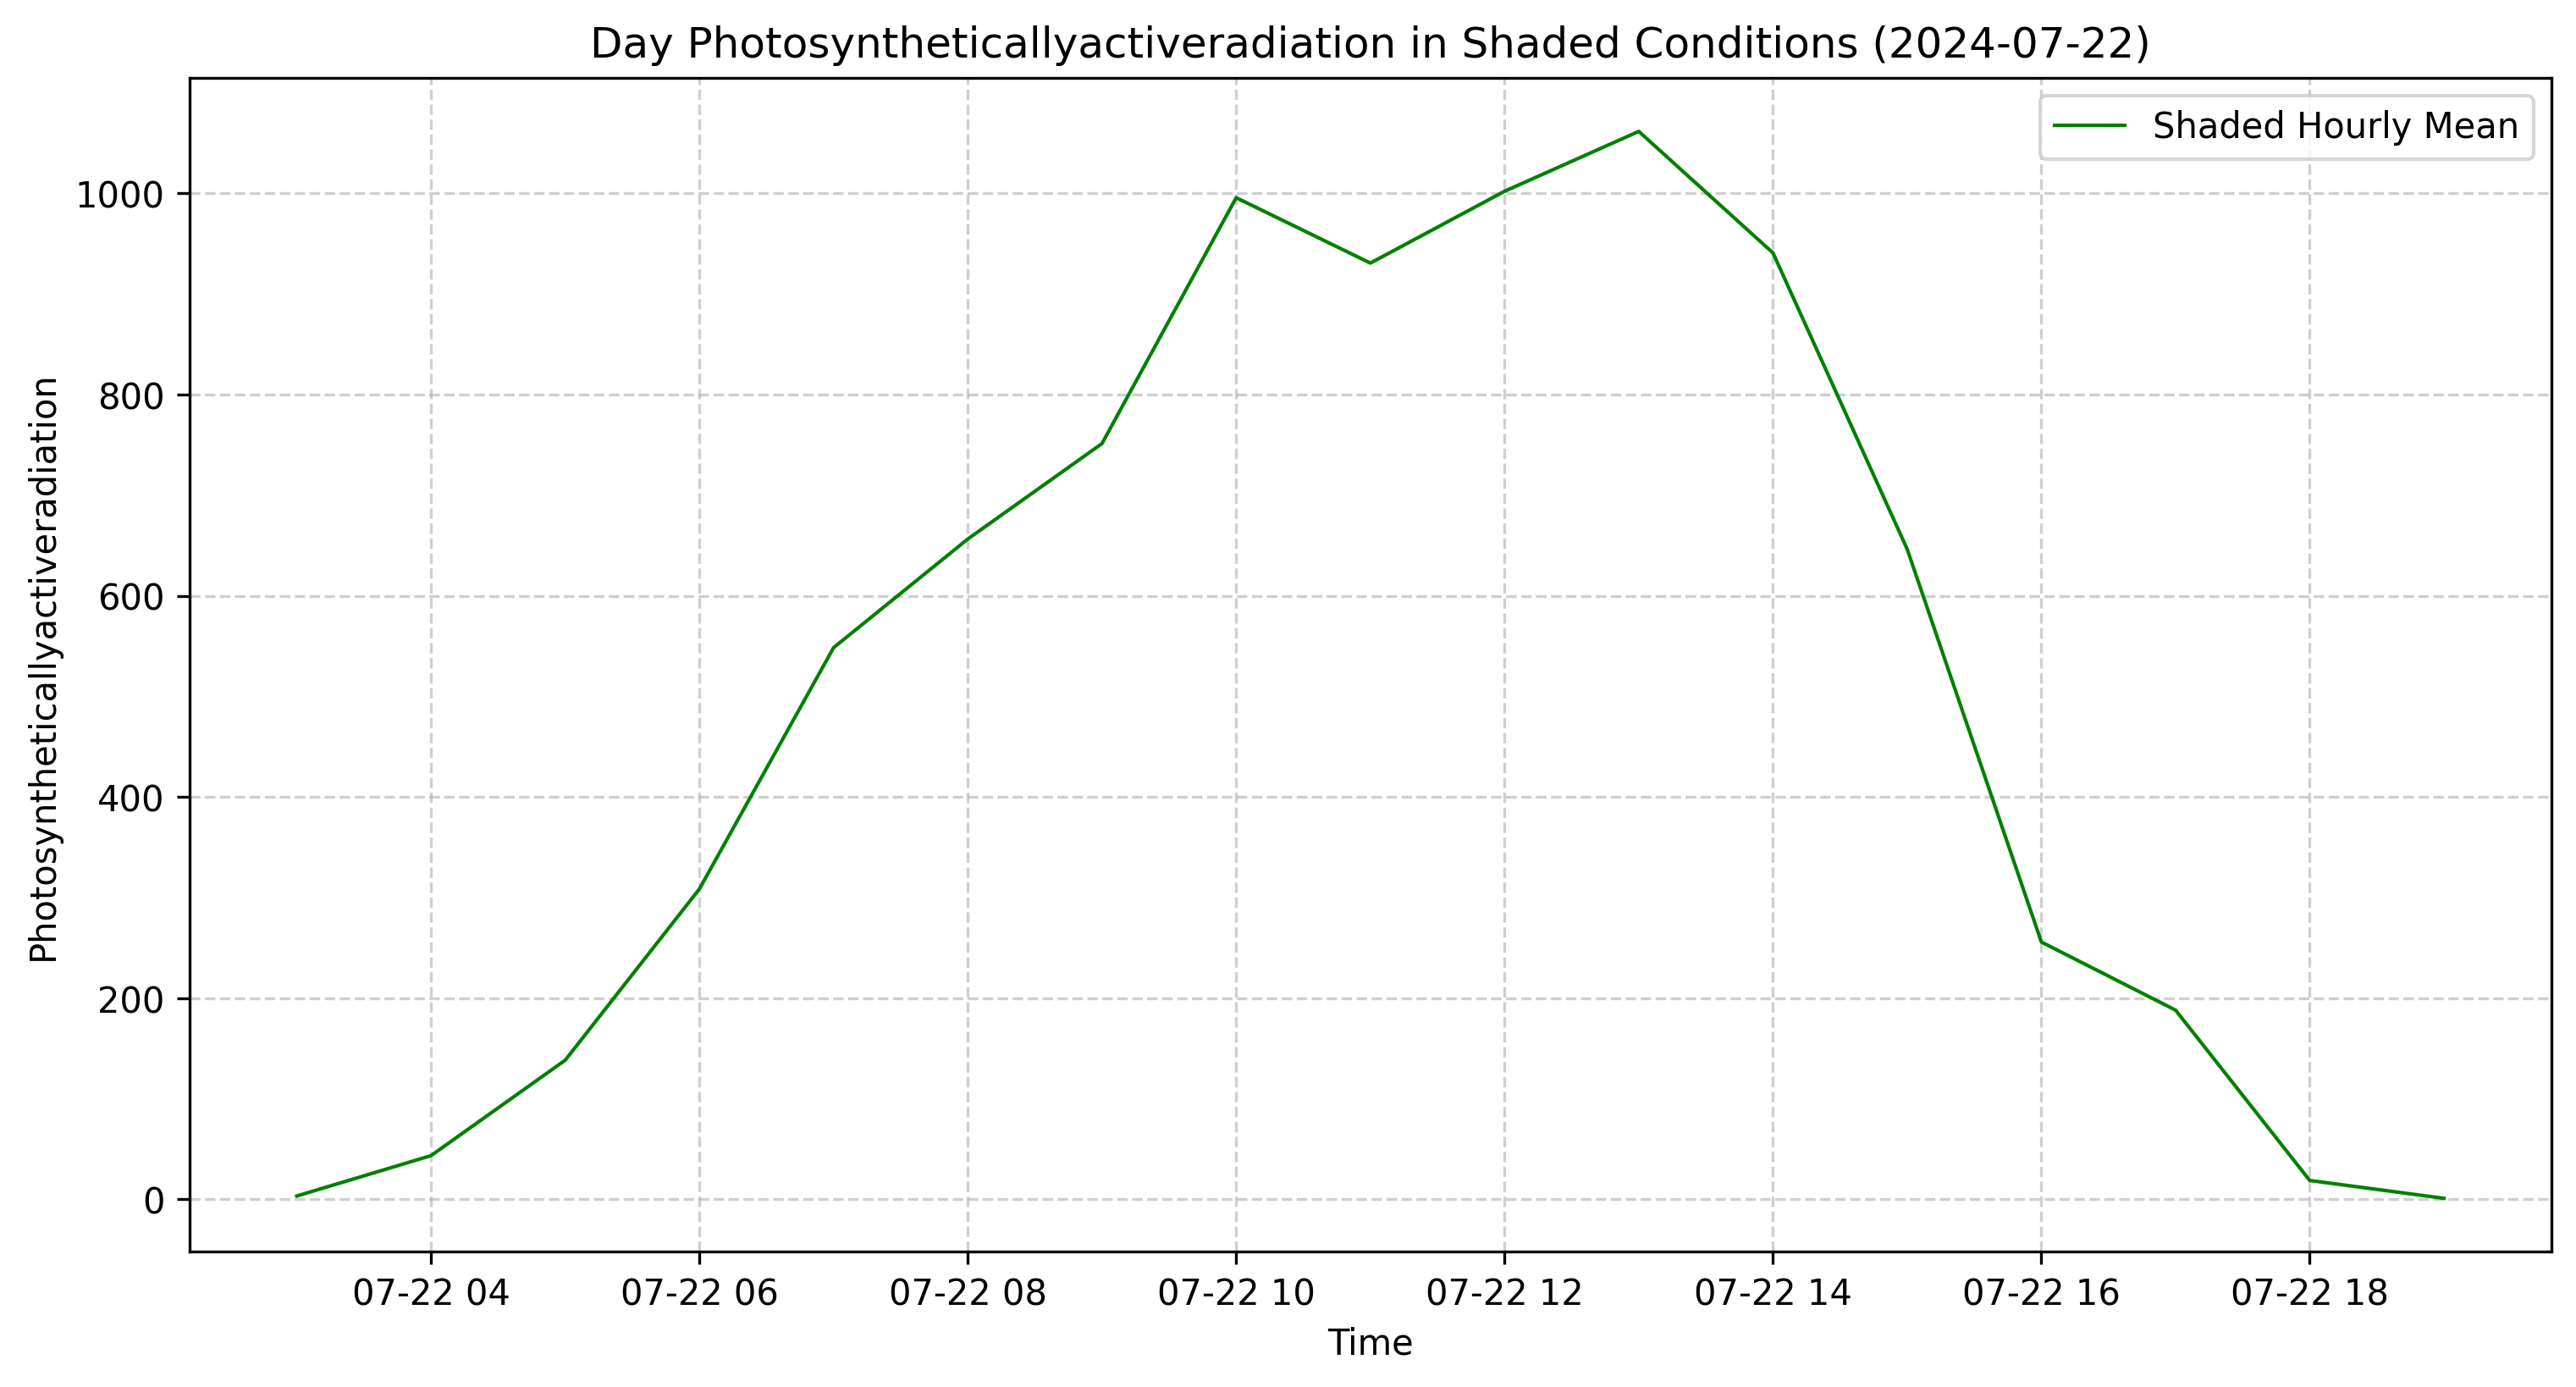 Day Photosyntheticallyactiveradiation in Shaded Conditions (2024-07-22)
Shaded Hourly Mean
Photosyntheticallyactiveradiation
1000
800
600
400
200
0
07-22 04 07-22 06 07-22 08 07-22 10 07-22 12 07-22 14 07-22 16 07-22 18
Time